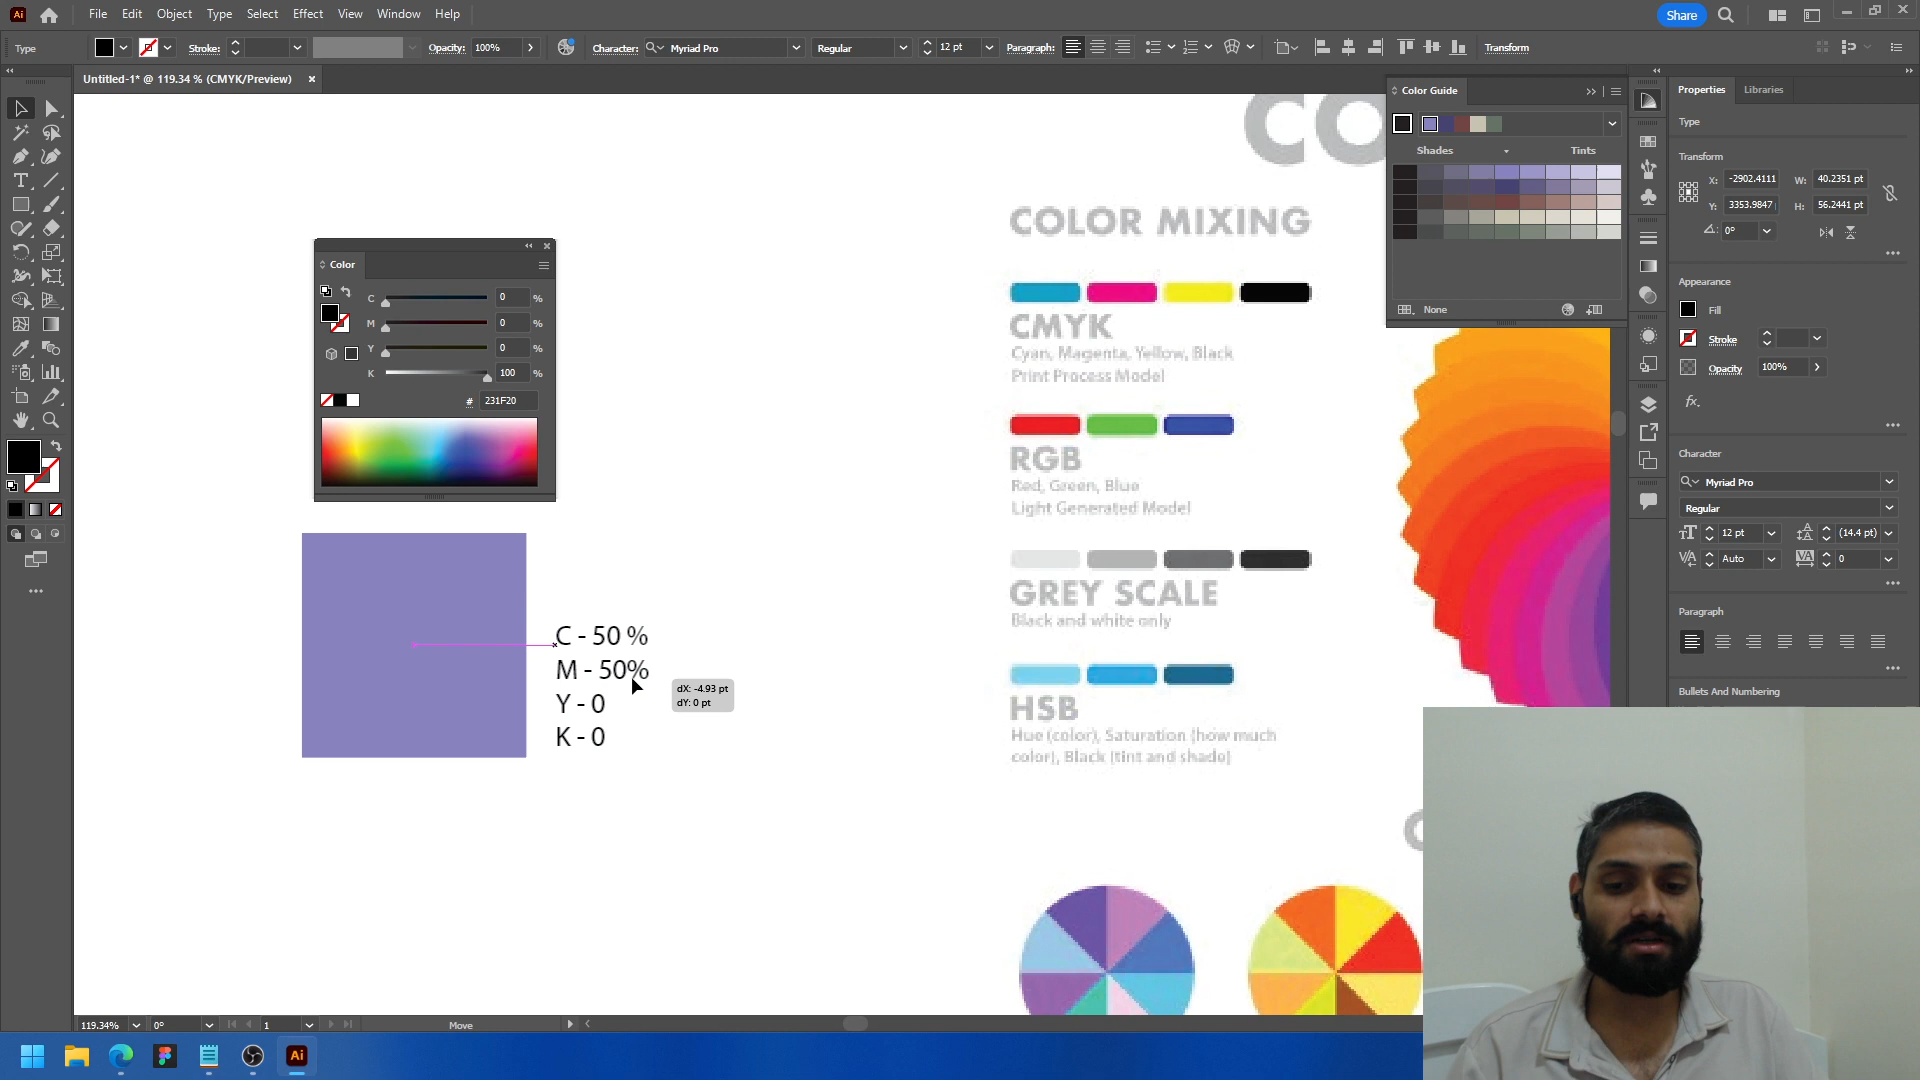 File Edit Object Type Select Effect View Window Help
Share
Type
Stroke:
Opacity: 100%
Character: Myriad Pro
Regular
12 pt
Paragraph:
Transform
Untitled-1* @ 119.34 % (CMYK/Preview)
Color
C 0 %
M 0 %
Y 0 %
K 100 %
# 231F20
C - 50 %
M - 50%
Y - 0
K - 0
dX: -4.93 pt
dY: 0 pt
CO
COLOR MIXING
CMYK
Cyan, Magenta, Yellow, Black
Print Process Model
RGB
Red, Green, Blue
Light Generated Model
GREY SCALE
Black and white only
HSB
Hue (color), Saturation (how much
color), Black (tint and shade)
Color Guide
Shades Tints
None
Properties Libraries
Type
Transform
X: -2902.4111 W: 40.2351 pt
Y: 3353.9847 H: 56.2441 pt
0°
Appearance
Fill
Stroke
Opacity 100%
fx.
Character
Myriad Pro
Regular
12 pt (14.4 pt)
Auto 0
Paragraph
Bullets And Numbering
119.34% 0° 1 Move